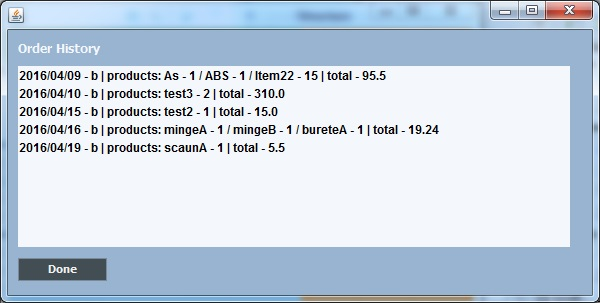 Order History
2016/04/09 - b | products: As - 1 / ABS - 1 / Item22 - 15 | total - 95.5
2016/04/10 - b | products: test3 - 2 | total - 310.0
2016/04/15 - b | products: test2 - 1 | total - 15.0
2016/04/16 - b | products: mingeA - 1 / mingeB - 1 / bureteA - 1 | total - 19.24
2016/04/19 - b | products: scaunA - 1 | total - 5.5
Done